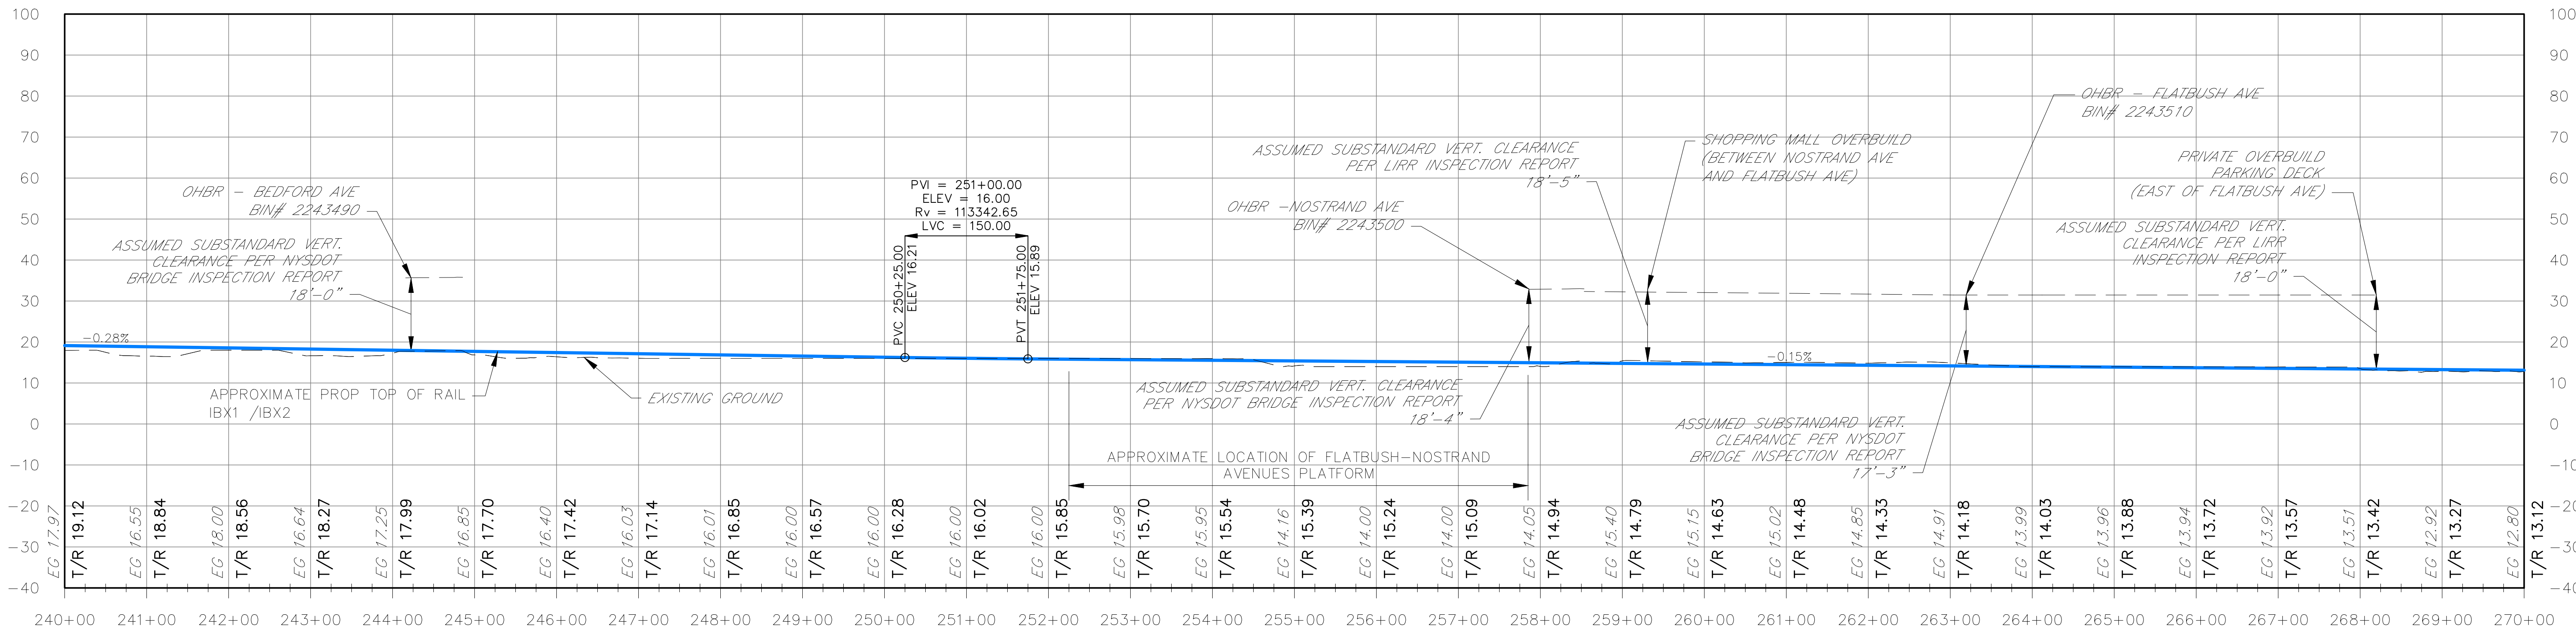 100
90
80
70
60
50
40
30
20
10
0
-10
-20
-30
-40
100
90
80
70
60
50
40
30
20
10
0
-10
-20
-30
-40
OHBR - BEDFORD AVE
BIN# 2243490
ASSUMED SUBSTANDARD VERT.
CLEARANCE PER NYSDOT
BRIDGE INSPECTION REPORT
18'-0"
-0.28%
APPROXIMATE PROP TOP OF RAIL
IBX1 /IBX2
EXISTING GROUND
PVI = 251+00.00
ELEV = 16.00
Rv = 113342.65
LVC = 150.00
PVC 250+25.00
ELEV 16.21
PVT 251+75.00
ELEV 15.89
ASSUMED SUBSTANDARD VERT. CLEARANCE
PER LIRR INSPECTION REPORT
18'-5"
OHBR -NOSTRAND AVE
BIN# 2243500
SHOPPING MALL OVERBUILD
(BETWEEN NOSTRAND AVE
AND FLATBUSH AVE)
OHBR - FLATBUSH AVE
BIN# 2243510
PRIVATE OVERBUILD
PARKING DECK
(EAST OF FLATBUSH AVE)
ASSUMED SUBSTANDARD VERT.
CLEARANCE PER LIRR
INSPECTION REPORT
18'-0"
-0.15%
ASSUMED SUBSTANDARD VERT. CLEARANCE
PER NYSDOT BRIDGE INSPECTION REPORT
18'-4"
ASSUMED SUBSTANDARD VERT.
CLEARANCE PER NYSDOT
BRIDGE INSPECTION REPORT
17'-3"
APPROXIMATE LOCATION OF FLATBUSH-NOSTRAND
AVENUES PLATFORM
EG 17.97
T/R 19.12
EG 16.55
T/R 18.84
EG 18.00
T/R 18.56
EG 16.64
T/R 18.27
EG 17.25
T/R 17.99
EG 16.85
T/R 17.70
EG 16.40
T/R 17.42
EG 16.03
T/R 17.14
EG 16.01
T/R 16.85
EG 16.00
T/R 16.57
EG 16.00
T/R 16.28
EG 16.00
T/R 16.02
EG 16.00
T/R 15.85
EG 15.98
T/R 15.70
EG 15.95
T/R 15.54
EG 14.16
T/R 15.39
EG 14.00
T/R 15.24
EG 14.00
T/R 15.09
EG 14.05
T/R 14.94
EG 15.40
T/R 14.79
EG 15.15
T/R 14.63
EG 15.02
T/R 14.48
EG 14.85
T/R 14.33
EG 14.91
T/R 14.18
EG 13.99
T/R 14.03
EG 13.96
T/R 13.88
EG 13.94
T/R 13.72
EG 13.92
T/R 13.57
EG 13.51
T/R 13.42
EG 12.92
T/R 13.27
EG 12.80
T/R 13.12
240+00 241+00 242+00 243+00 244+00 245+00 246+00 247+00 248+00 249+00 250+00 251+00 252+00 253+00 254+00 255+00 256+00 257+00 258+00 259+00 260+00 261+00 262+00 263+00 264+00 265+00 266+00 267+00 268+00 269+00 270+00